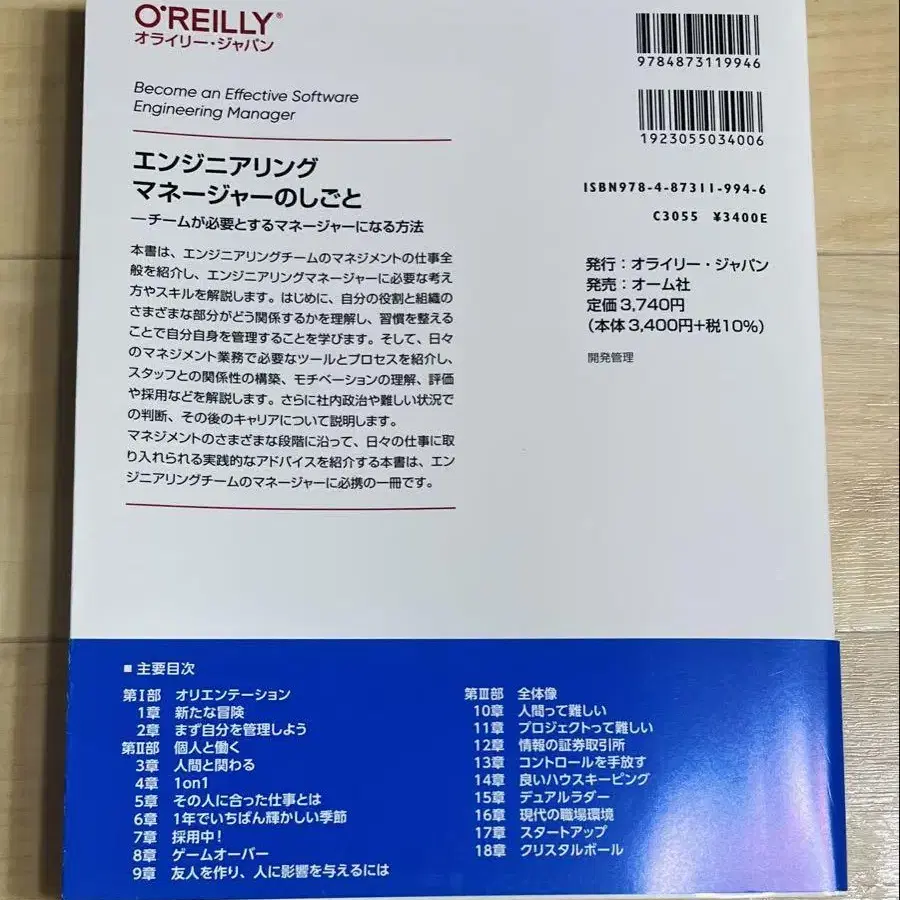 O'REILLY®
オライリー・ジャパン
Become an Effective Software
Engineering Manager
エンジニアリング
マネージャーのしごと
―チームが必要とするマネージャーになる方法
本書は、エンジニアリングチームのマネジメントの仕事全
般を紹介し、エンジニアリングマネージャーに必要な考え
方やスキルを解説します。はじめに、自分の役割と組織の
さまざまな部分がどう関係するかを理解し、習慣を整える
ことで自分自身を管理することを学びます。そして、日々
のマネジメント業務で必要なツールとプロセスを紹介し、
スタッフとの関係性の構築、モチベーションの理解、評価
や採用などを解説します。さらに社内政治や難しい状況で
の判断、その後のキャリアについて説明します。
マネジメントのさまざまな段階に沿って、日々の仕事に取
り入れられる実践的なアドバイスを紹介する本書は、エン
ジニアリングチームのマネージャーに必携の一冊です。
9784873119946
1923055034006
ISBN978-4-87311-994-6
C3055 ¥3400E
発行：オライリー・ジャパン
発売：オーム社
定価3,740円
（本体3,400円+税10%）
開発管理
■ 主要目次
第Ⅰ部 オリエンテーション
1章 新たな冒険
2章 まず自分を管理しよう
第Ⅱ部 個人と働く
3章 人間と関わる
4章 1on1
5章 その人に合った仕事とは
6章 1年でいちばん輝かしい季節
7章 採用中！
8章 ゲームオーバー
9章 友人を作り、人に影響を与えるには
第Ⅲ部 全体像
10章 人間って難しい
11章 プロジェクトって難しい
12章 情報の証券取引所
13章 コントロールを手放す
14章 良いハウスキーピング
15章 デュアルラダー
16章 現代の職場環境
17章 スタートアップ
18章 クリスタルボール